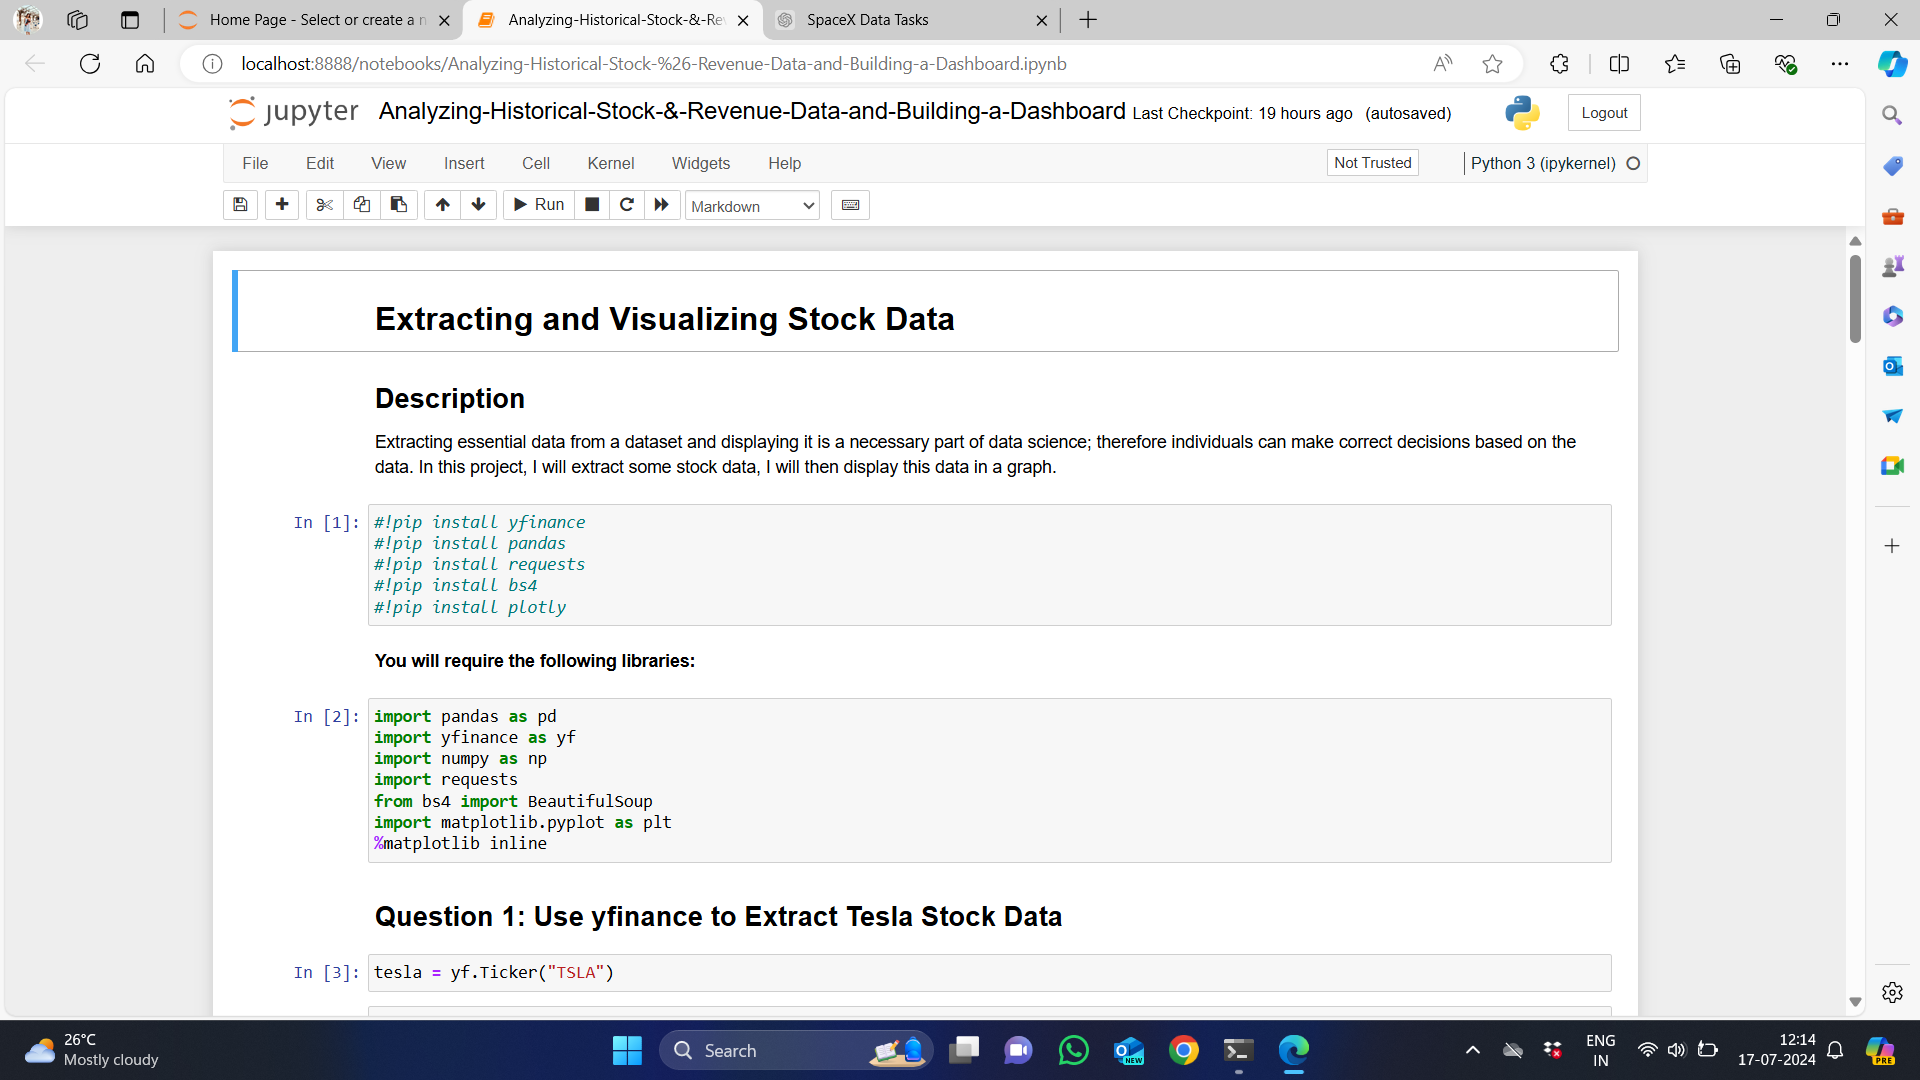 Home Page - Select or create a n
Analyzing-Historical-Stock-&-Re
SpaceX Data Tasks
localhost:8888/notebooks/Analyzing-Historical-Stock-%26-Revenue-Data-and-Building-a-Dashboard.ipynb
jupyter Analyzing-Historical-Stock-&-Revenue-Data-and-Building-a-Dashboard Last Checkpoint: 19 hours ago (autosaved)
Logout
File Edit View Insert Cell Kernel Widgets Help
Not Trusted
Python 3 (ipykernel)
Run
Markdown
Extracting and Visualizing Stock Data
Description
Extracting essential data from a dataset and displaying it is a necessary part of data science; therefore individuals can make correct decisions based on the
data. In this project, I will extract some stock data, I will then display this data in a graph.
In [1]: #!pip install yfinance
#!pip install pandas
#!pip install requests
#!pip install bs4
#!pip install plotly
You will require the following libraries:
In [2]: import pandas as pd
import yfinance as yf
import numpy as np
import requests
from bs4 import BeautifulSoup
import matplotlib.pyplot as plt
%matplotlib inline
Question 1: Use yfinance to Extract Tesla Stock Data
In [3]: tesla = yf.Ticker("TSLA")
26°C
Mostly cloudy
Search
NEW
ENG
IN
12:14
17-07-2024
PRE